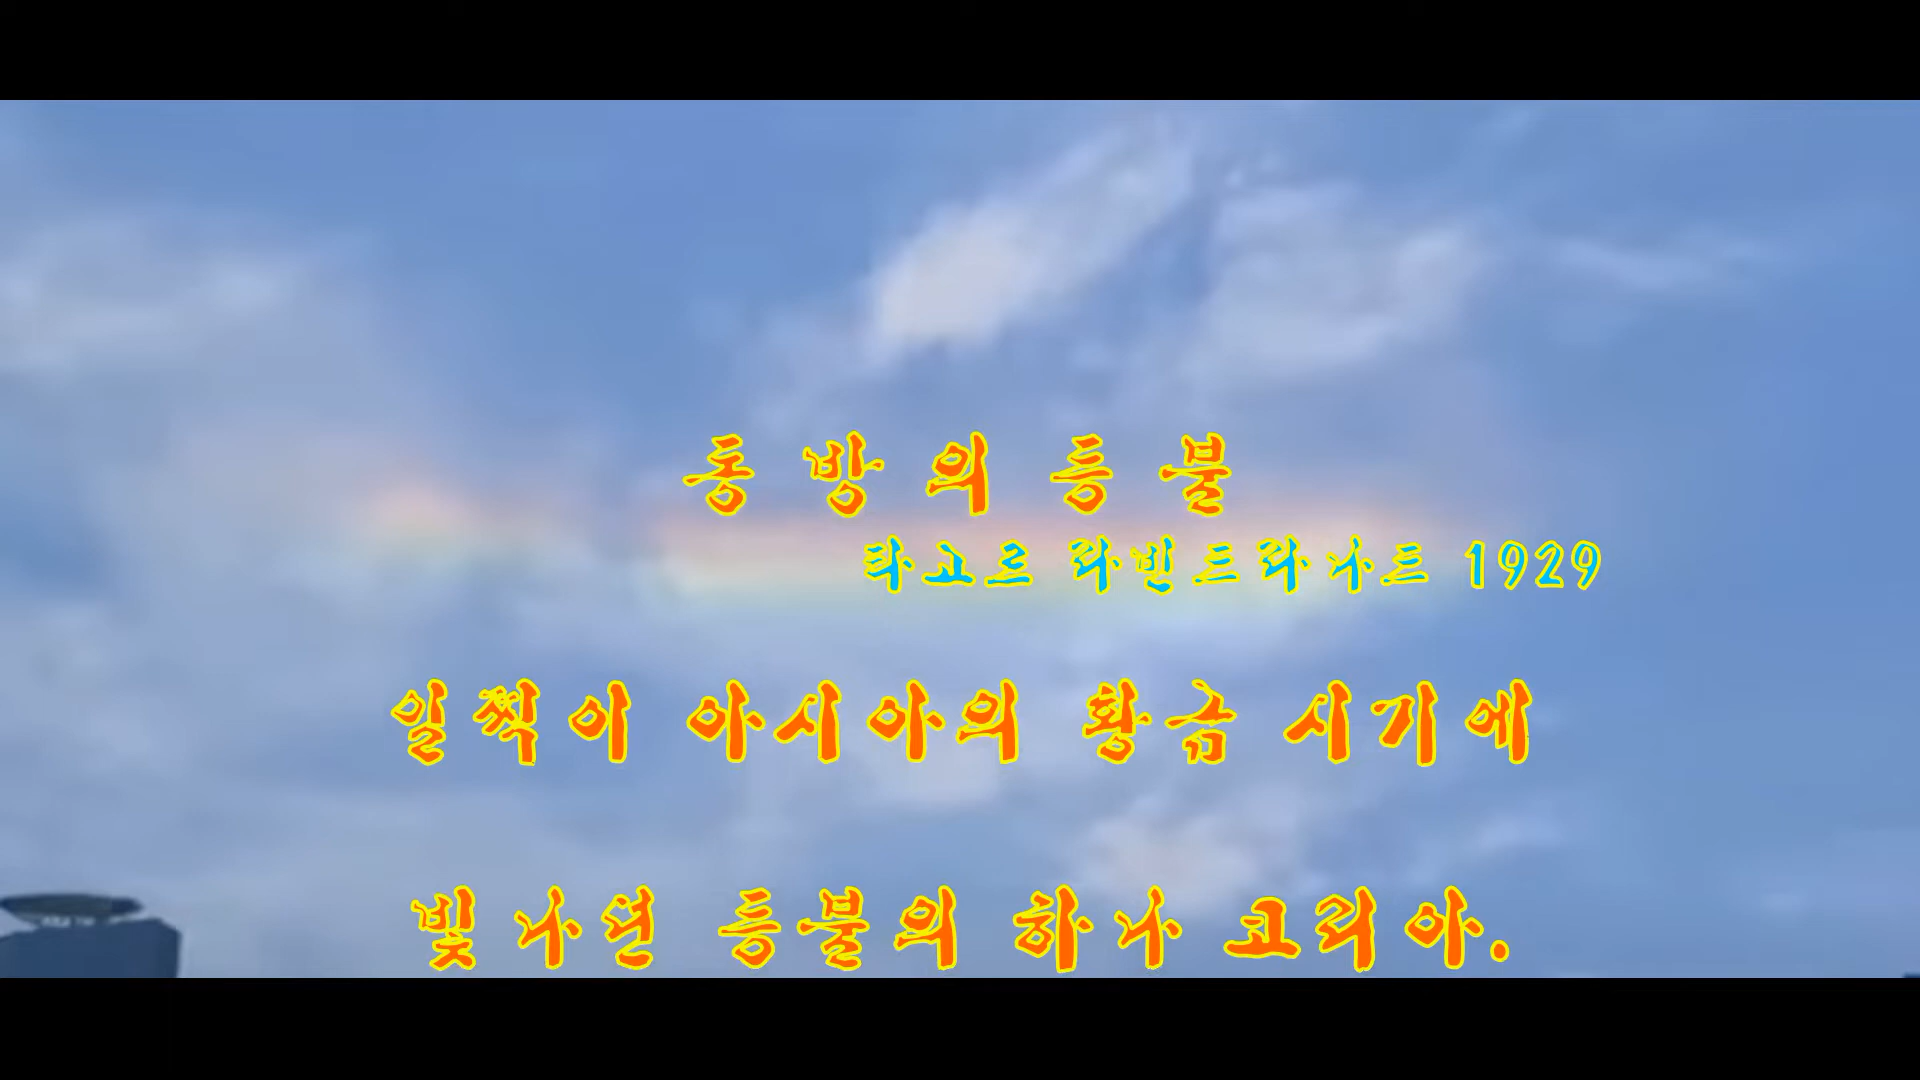 동방의등불
타고르 라빈드라나드 1929
일찍이 아시아의 황금 시기에
빛나던 등불의 하나 코리아.